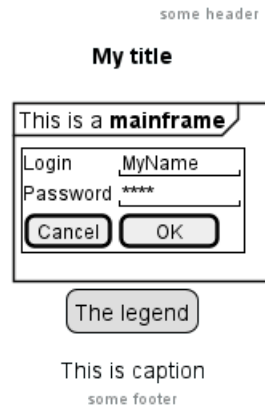 some header
My title
This is a mainframe
Login MyName
Password ****
Cancel OK
The legend
This is caption
some footer